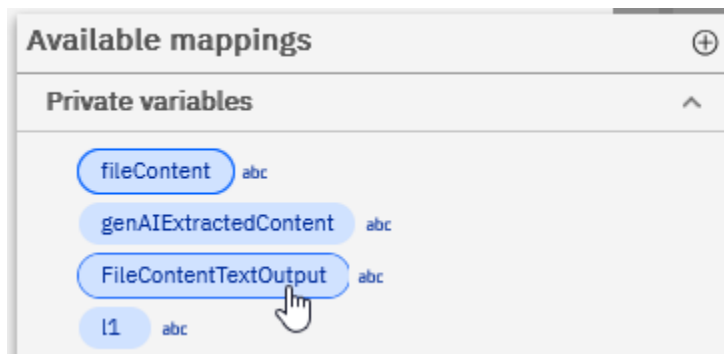 Available mappings
Private variables
fileContent abc
genAIExtractedContent abc
FileContentTextOutput abc
l1 abc